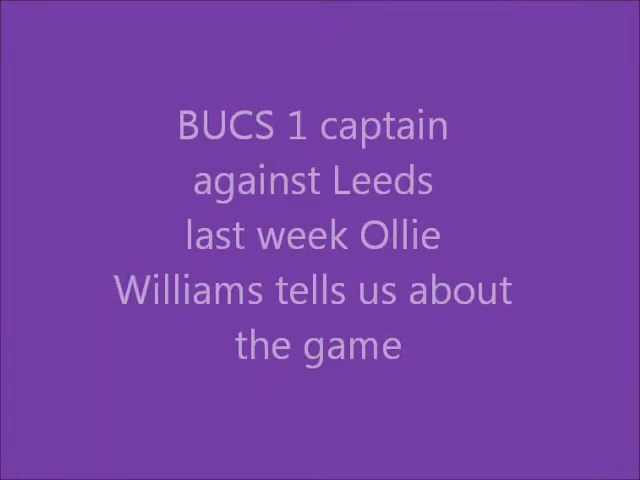 BUCS 1 captain
against Leeds
last week Ollie
Williams tells us about
the game